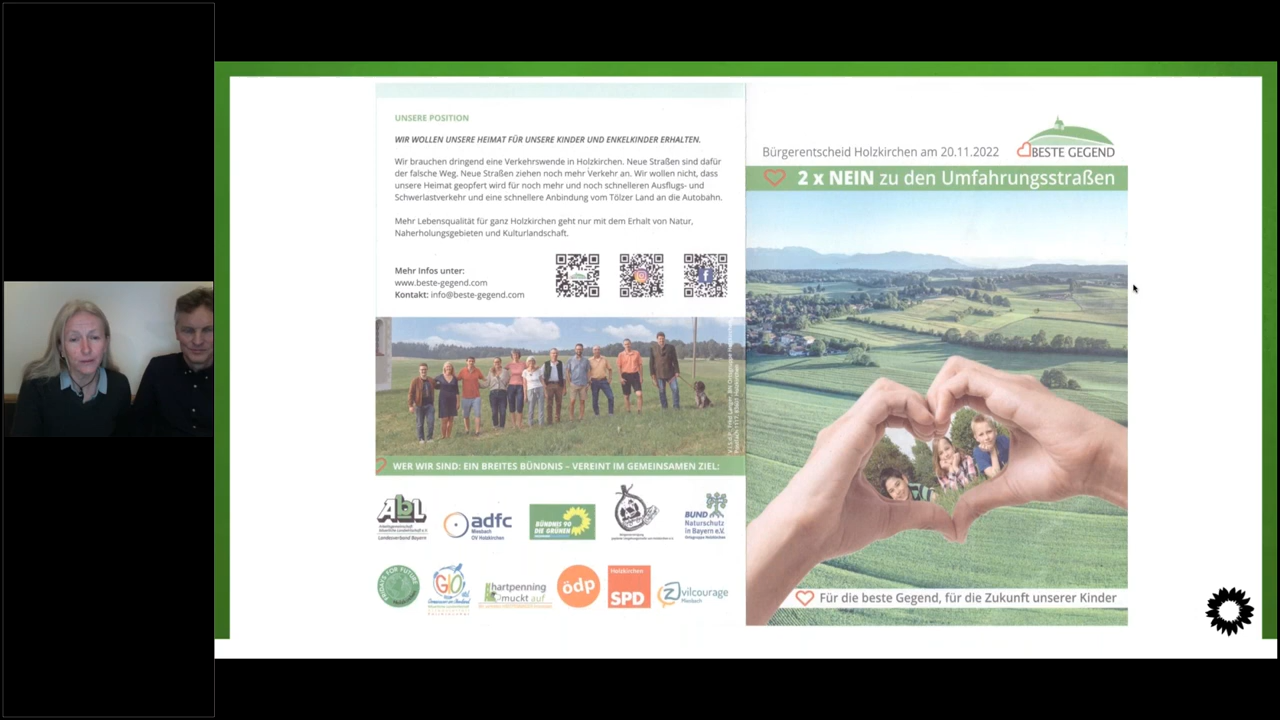 UNSERE POSITION
WIR WOLLEN UNSERE HEIMAT FÜR UNSERE KINDER UND ENKELKINDER ERHALTEN.
Wir brauchen dringend eine Verkehrswende in Holzkirchen. Neue Straßen sind dafür
der falsche Weg. Neue Straßen ziehen noch mehr Verkehr an. Wir wollen nicht, dass
unsere Heimat geopfert wird für noch mehr und noch schnelleren Ausflugs- und
Schwerlastverkehr und eine schnellere Anbindung vom Tölzer Land an die Autobahn.
Mehr Lebensqualität für ganz Holzkirchen geht nur mit dem Erhalt von Natur,
Naherholungsgebieten und Kulturlandschaft.
Mehr Infos unter:
www.beste-gegend.com
Kontakt: info@beste-gegend.com
WER WIR SIND: EIN BREITES BÜNDNIS – VEREINT IM GEMEINSAMEN ZIEL:
AbL
Arbeitsgemeinschaft
bäuerliche Landwirtschaft e.V.
Landesverband Bayern
adfc
Miesbach
OV Holzkirchen
BÜNDNIS 90
DIE GRÜNEN
BUND
Naturschutz
in Bayern e.V.
Ortsgruppe Holzkirchen
FOR FUTURE
hartpenning
muckt auf
ödp
Holzkirchen
SPD
zivilcourage
Miesbach
Bürgerentscheid Holzkirchen am 20.11.2022
BESTE GEGEND
2 x NEIN zu den Umfahrungsstraßen
Für die beste Gegend, für die Zukunft unserer Kinder